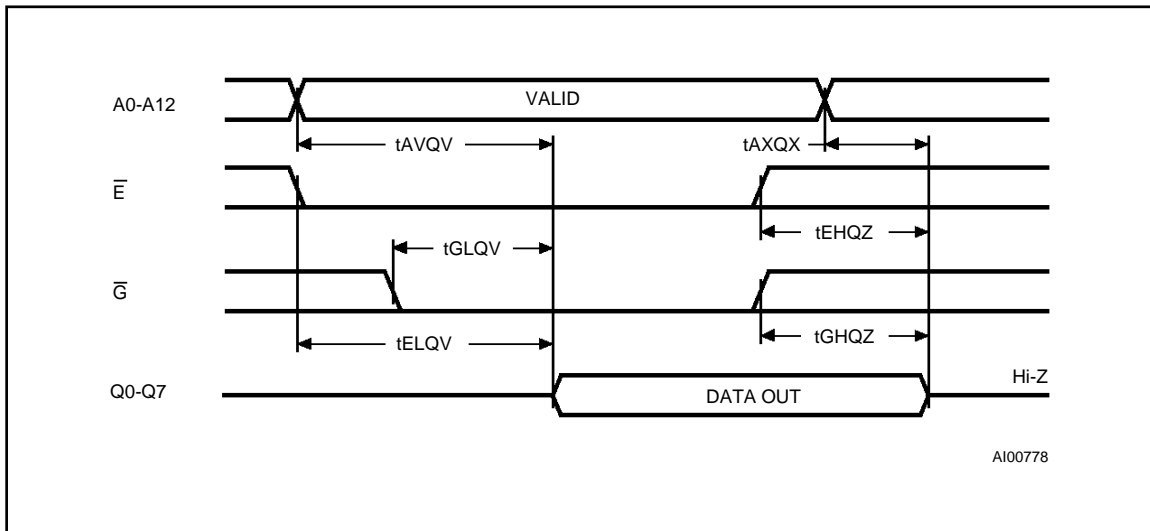 A0-A12
VALID
tAVQV
tAXQX
E̅
tEHQZ
tGLQV
G̅
tGHQZ
tELQV
Q0-Q7
DATA OUT
Hi-Z
AI00778